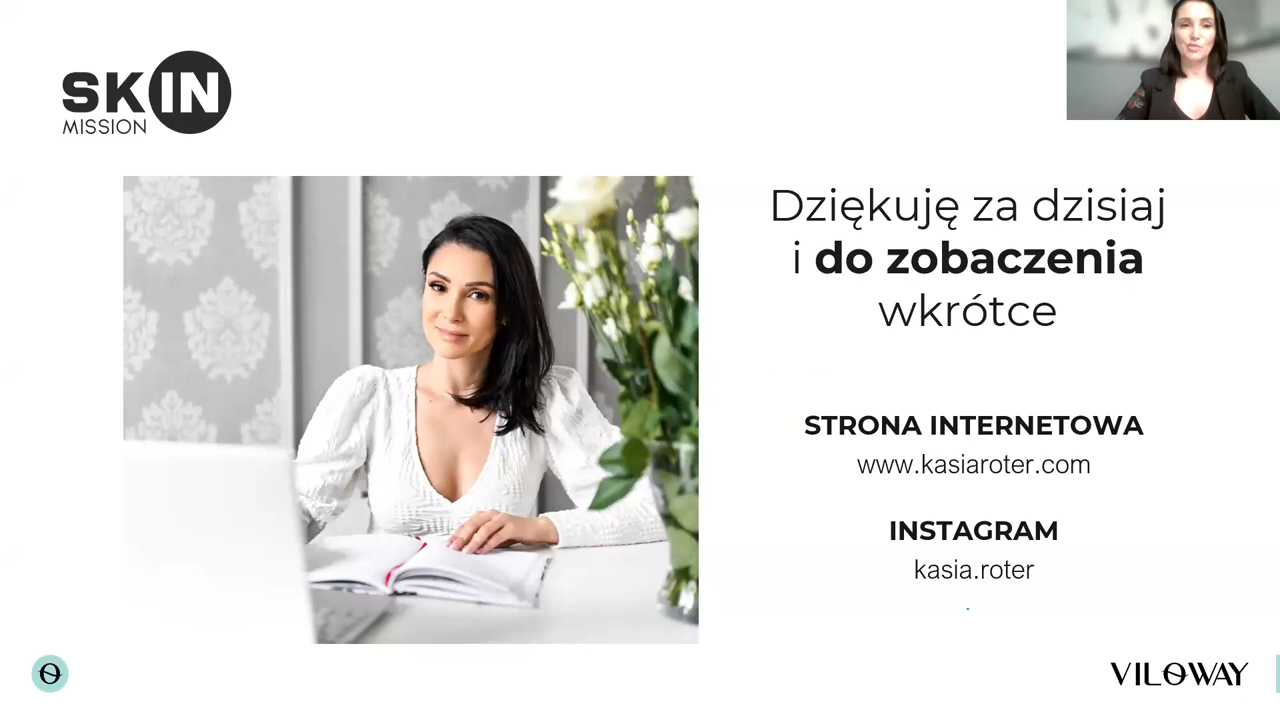 SKIN
MISSION
Dziękuję za dzisiaj
i do zobaczenia
wkrótce
STRONA INTERNETOWA
www.kasiaroter.com
INSTAGRAM
kasia.roter
VILOWAY